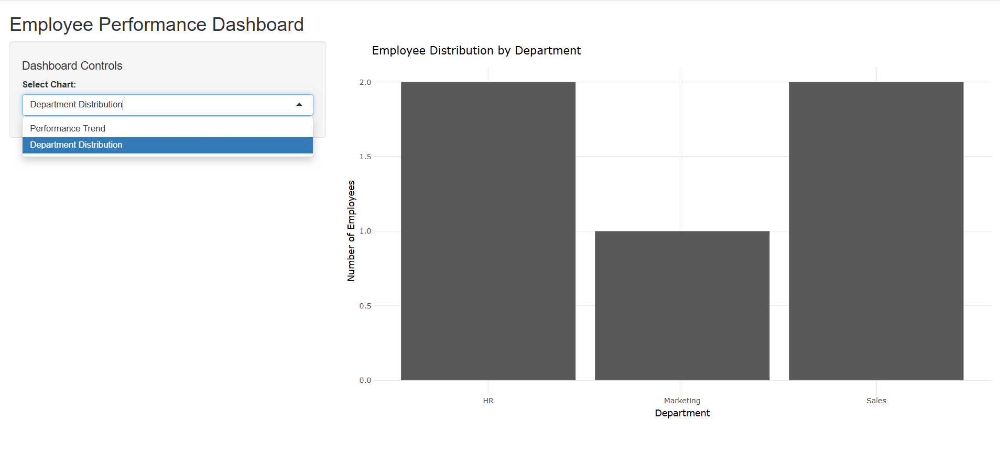 Employee Performance Dashboard
Dashboard Controls
Select Chart:
Department Distribution
Performance Trend
Department Distribution
Employee Distribution by Department
Number of Employees
2.0
1.5
1.0
0.5
0.0
HR Marketing Sales
Department